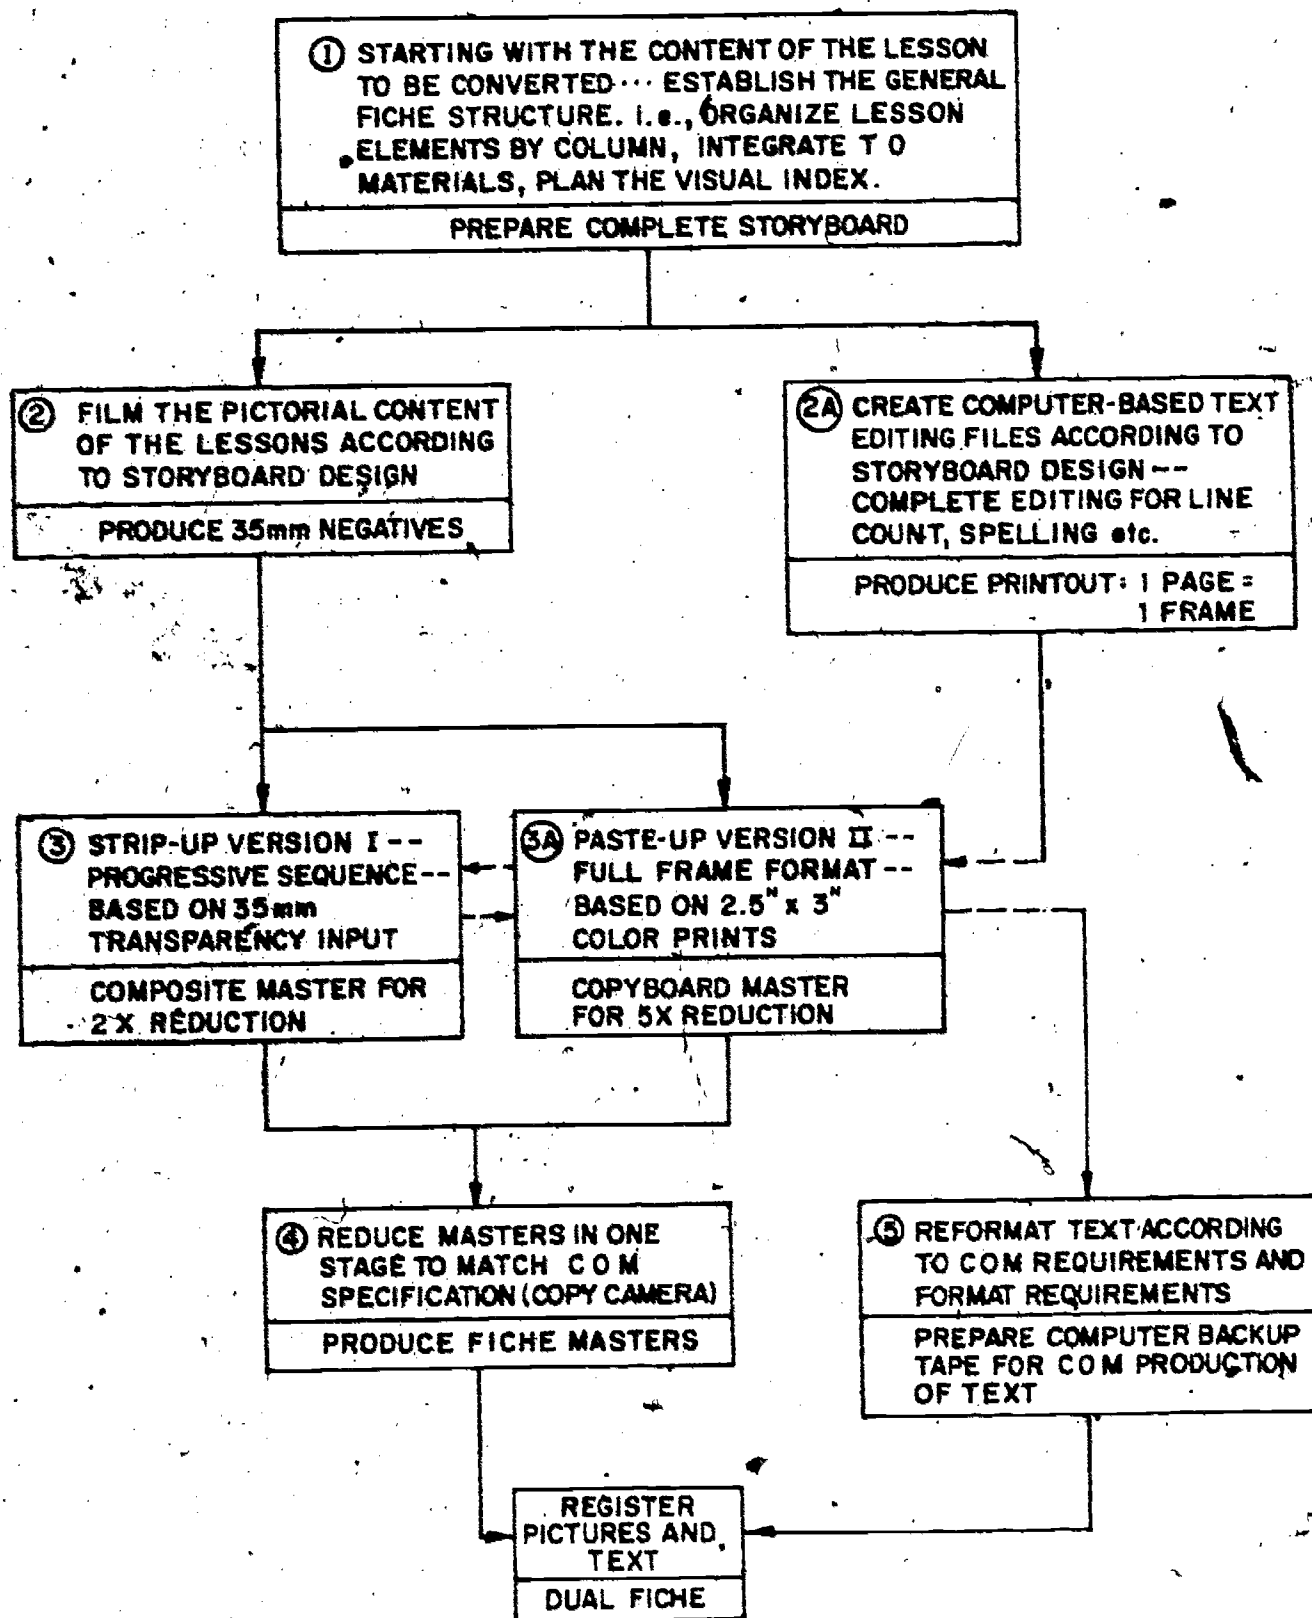 ① STARTING WITH THE CONTENT OF THE LESSON
TO BE CONVERTED ··· ESTABLISH THE GENERAL
FICHE STRUCTURE. i.e., ORGANIZE LESSON
ELEMENTS BY COLUMN, INTEGRATE T O
MATERIALS, PLAN THE VISUAL INDEX.
PREPARE COMPLETE STORYBOARD
② FILM THE PICTORIAL CONTENT
OF THE LESSONS ACCORDING
TO STORYBOARD DESIGN
PRODUCE 35mm NEGATIVES
2A CREATE COMPUTER-BASED TEXT
EDITING FILES ACCORDING TO
STORYBOARD DESIGN --
COMPLETE EDITING FOR LINE
COUNT, SPELLING etc.
PRODUCE PRINTOUT: 1 PAGE =
1 FRAME
③ STRIP-UP VERSION I --
PROGRESSIVE SEQUENCE --
BASED ON 35mm
TRANSPARENCY INPUT
COMPOSITE MASTER FOR
2 X REDUCTION
3A PASTE-UP VERSION II --
FULL FRAME FORMAT --
BASED ON 2.5" x 3"
COLOR PRINTS
COPYBOARD MASTER
FOR 5X REDUCTION
④ REDUCE MASTERS IN ONE
STAGE TO MATCH C O M
SPECIFICATION (COPY CAMERA)
PRODUCE FICHE MASTERS
⑤ REFORMAT TEXT ACCORDING
TO COM REQUIREMENTS AND
FORMAT REQUIREMENTS
PREPARE COMPUTER BACKUP
TAPE FOR COM PRODUCTION
OF TEXT
REGISTER
PICTURES AND
TEXT
DUAL FICHE